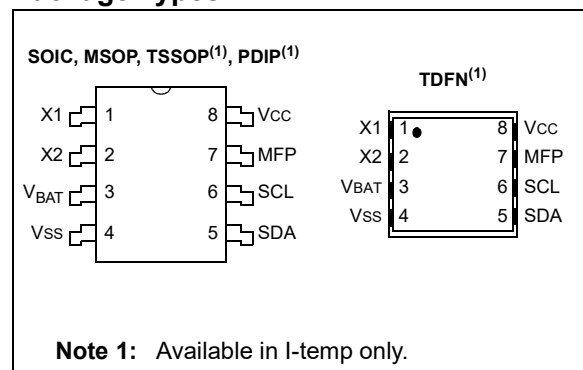 SOIC, MSOP, TSSOP(1), PDIP(1)
X1 1 8 VCC
X2 2 7 MFP
VBAT 3 6 SCL
VSS 4 5 SDA
TDFN(1)
X1 1 8 VCC
X2 2 7 MFP
VBAT 3 6 SCL
VSS 4 5 SDA
Note 1: Available in I-temp only.